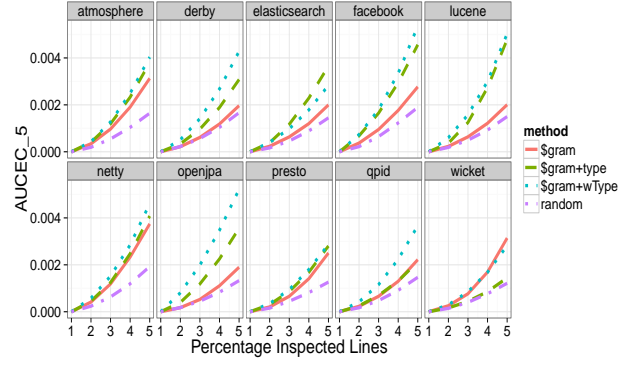 atmosphere derby elasticsearch facebook lucene
0.004
0.002
0.000
netty openjpa presto qpid wicket
0.004
0.002
0.000
1 2 3 4 5 1 2 3 4 5 1 2 3 4 5 1 2 3 4 5 1 2 3 4 5
Percentage Inspected Lines
AUCEC_5
method
$gram
$gram+type
$gram+wType
random